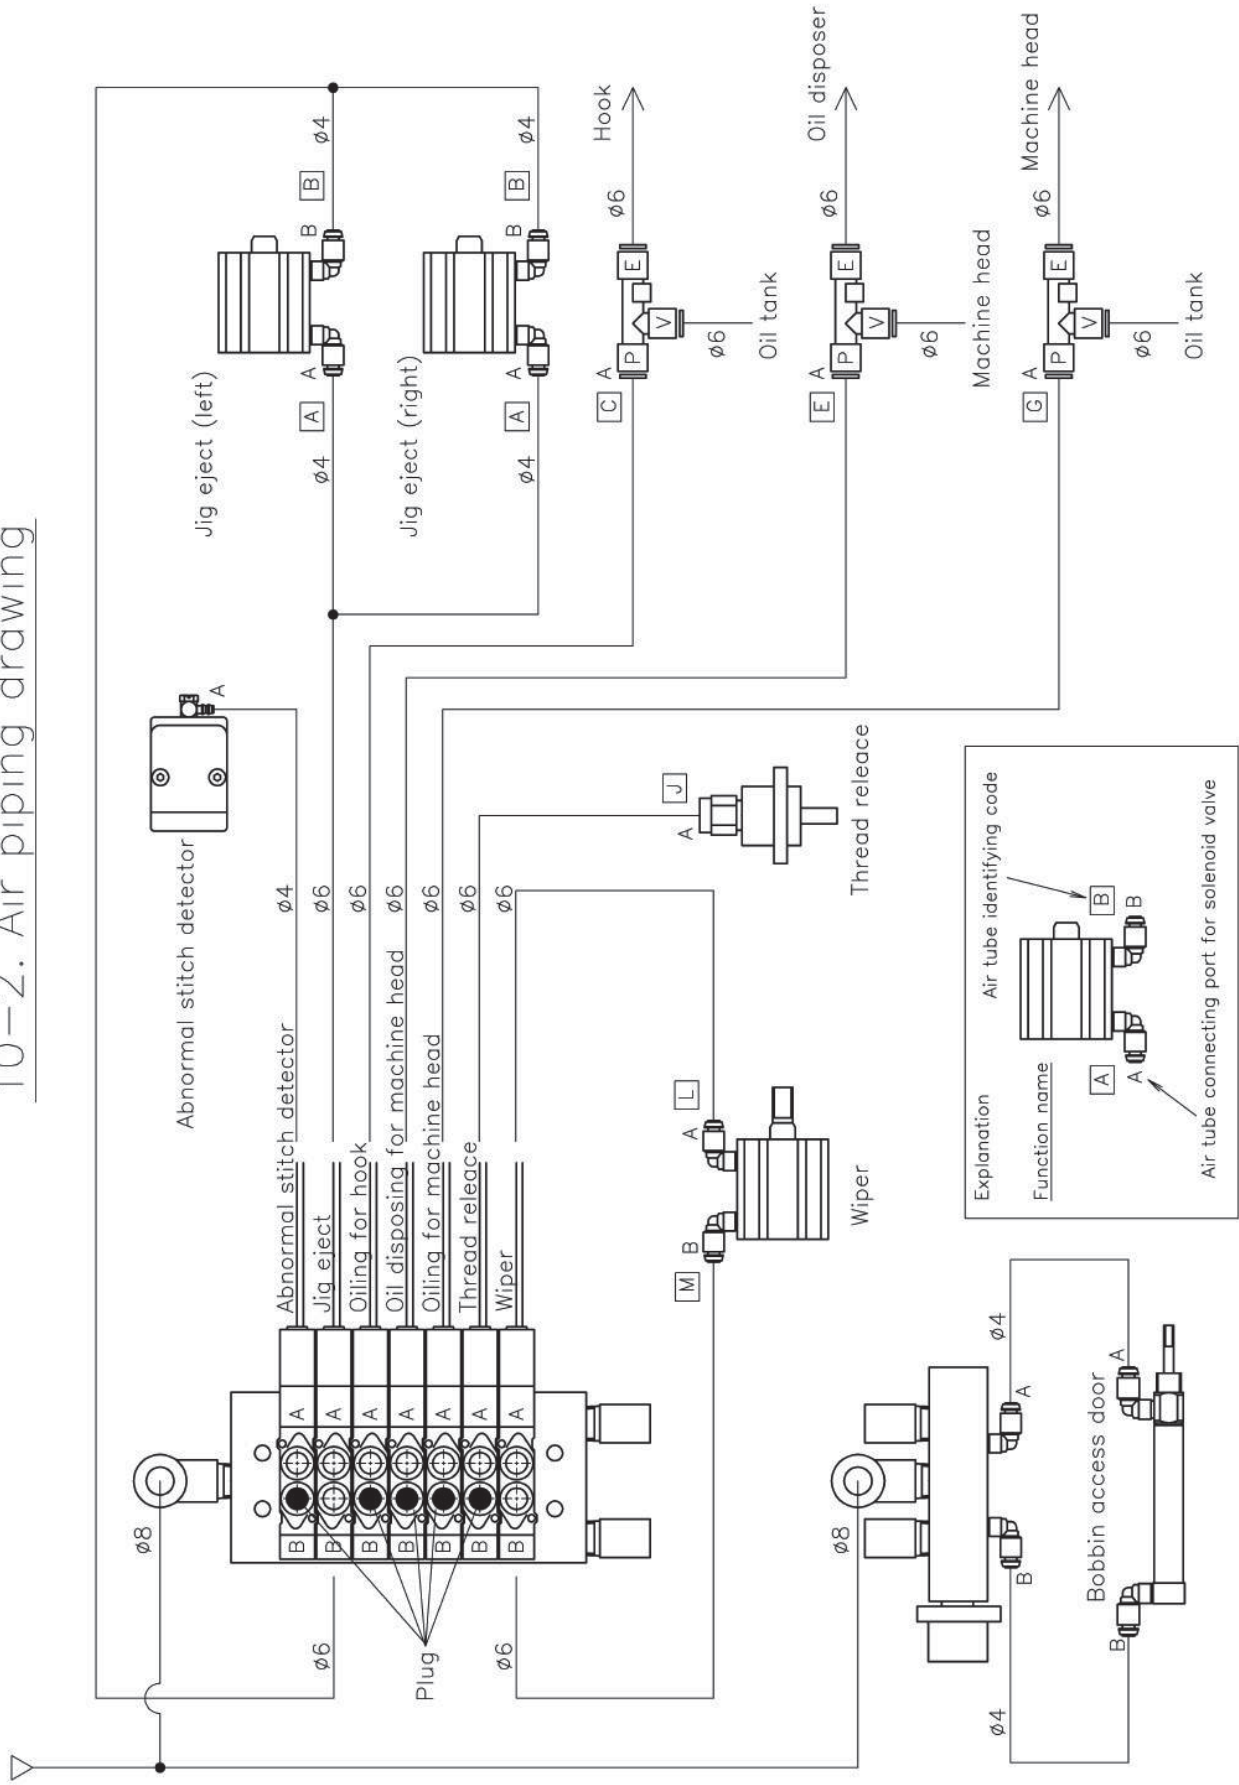 10-2. Air piping drawing
ø8
Abnormal stitch detector
A
Jig eject (left)
B
A A
B B
ø6
ø4
ø4
Jig eject (right)
A A
B B
ø4
ø4
B A Abnormal stitch detector ø4
B A Jig eject ø6
B A Oiling for hook ø6
B A Oil disposing for machine head ø6
B A Oiling for machine head ø6
B A Thread releace ø6
B A Wiper ø6
Plug
ø6
Hook
C A P E ø6
V
ø6
Oil tank
Oil disposer
E A P E ø6
V
ø6
Machine head
Machine head
G A P E ø6
V
ø6
Oil tank
J
A
Thread releace
M B
A L
Wiper
ø8
ø4
B
A
ø4
Bobbin access door
B
A
Explanation
Air tube identifying code
Function name
A
A
B
B
Air tube connecting port for solenoid valve